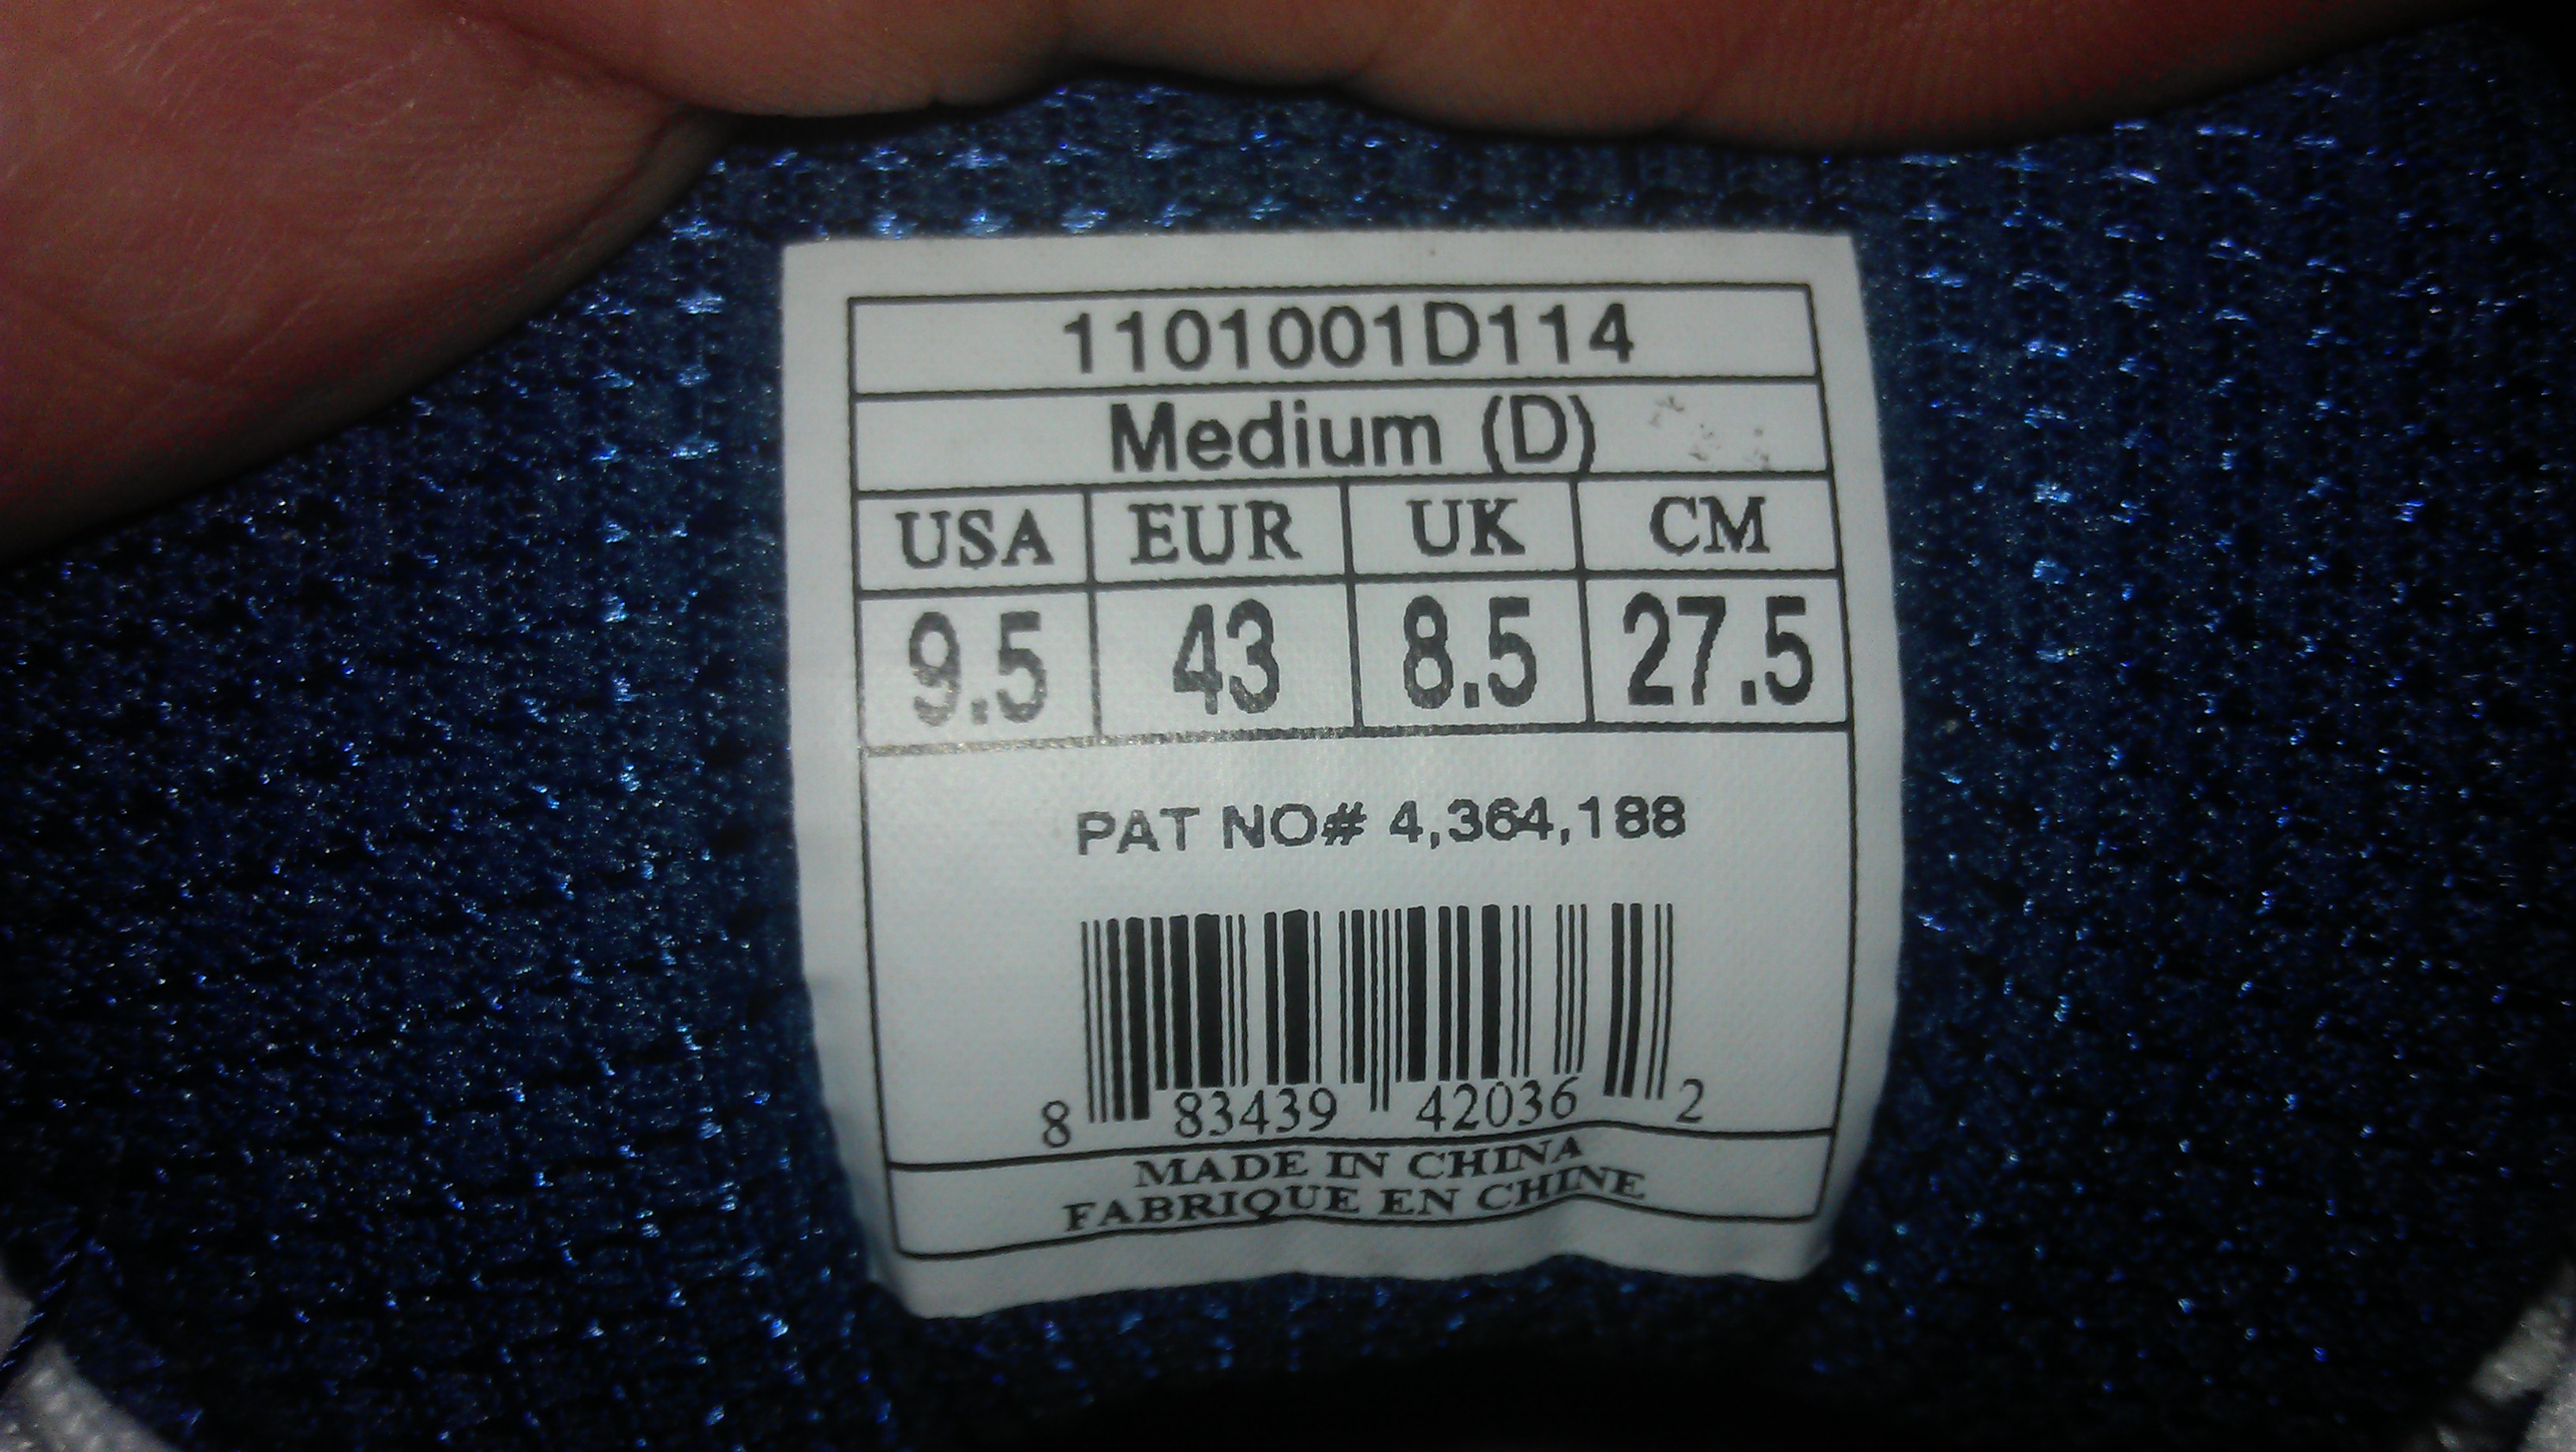 1101001D114
Medium (D)
USA EUR UK CM
9.5 43 8.5 27.5
PAT NO# 4,364,188
8 83439 42036 2
MADE IN CHINA
FABRIQUE EN CHINE